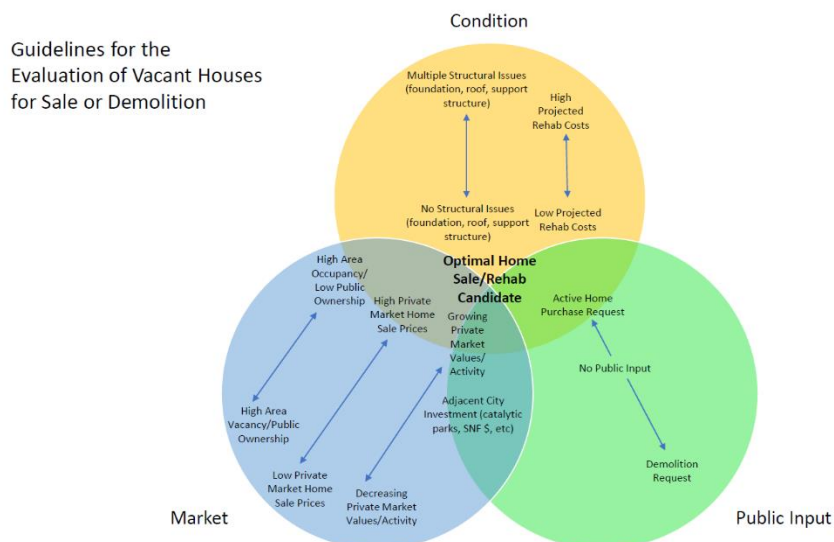 Condition
Guidelines for the
Evaluation of Vacant Houses
for Sale or Demolition
Multiple Structural Issues
(foundation, roof, support
structure)
High
Projected
Rehab Costs
No Structural Issues
(foundation, roof, support
structure)
Low Projected
Rehab Costs
High Area
Occupancy/
Low Public
Ownership
Optimal Home
Sale/Rehab
Candidate
High Private
Market Home
Sale Prices
Growing
Private
Market
Values/
Activity
Active Home
Purchase Request
No Public Input
Adjacent City
Investment (catalytic
parks, SNF $, etc)
High Area
Vacancy/Public
Ownership
Low Private
Market Home
Sale Prices
Decreasing
Private Market
Values/Activity
Demolition
Request
Market
Public Input